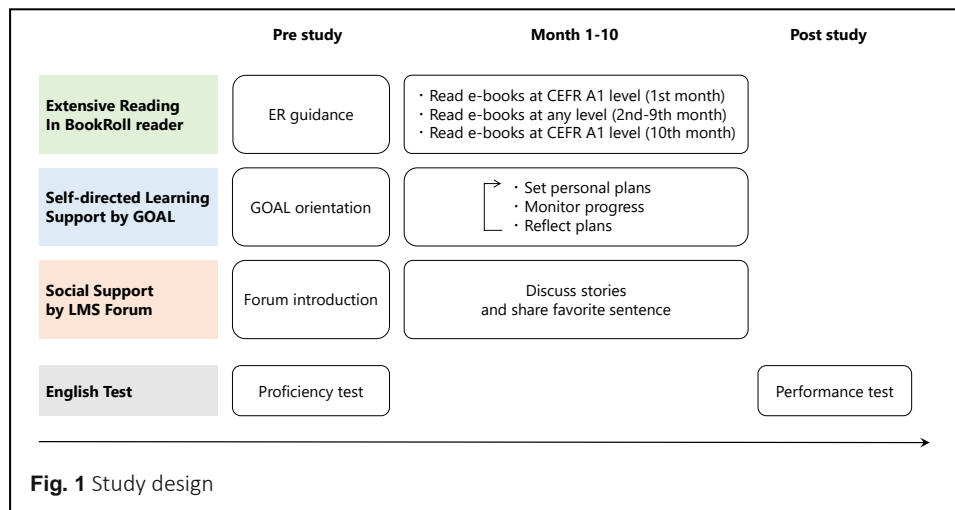 Pre study Month 1-10 Post study
Extensive Reading
In BookRoll reader
ER guidance
・Read e-books at CEFR A1 level (1st month)
・Read e-books at any level (2nd-9th month)
・Read e-books at CEFR A1 level (10th month)
Self-directed Learning
Support by GOAL
GOAL orientation
・Set personal plans
・Monitor progress
・Reflect plans
Social Support
by LMS Forum
Forum introduction
Discuss stories
and share favorite sentence
English Test
Proficiency test
Performance test
Fig. 1 Study design